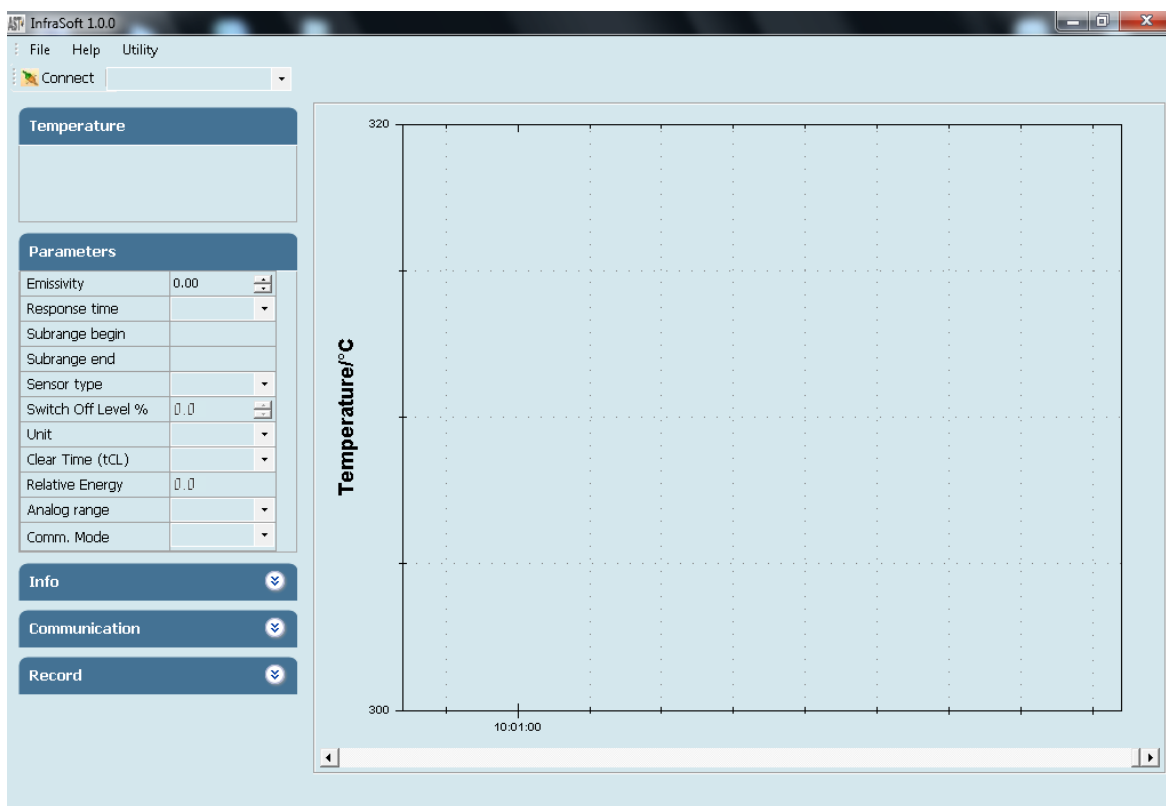 AST InfraSoft 1.0.0
File Help Utility
Connect
Temperature
Parameters
Emissivity 0.00
Response time
Subrange begin
Subrange end
Sensor type
Switch Off Level % 0.0
Unit
Clear Time (tCL)
Relative Energy 0.0
Analog range
Comm. Mode
Info
Communication
Record
320
Temperature/°C
300
10:01:00